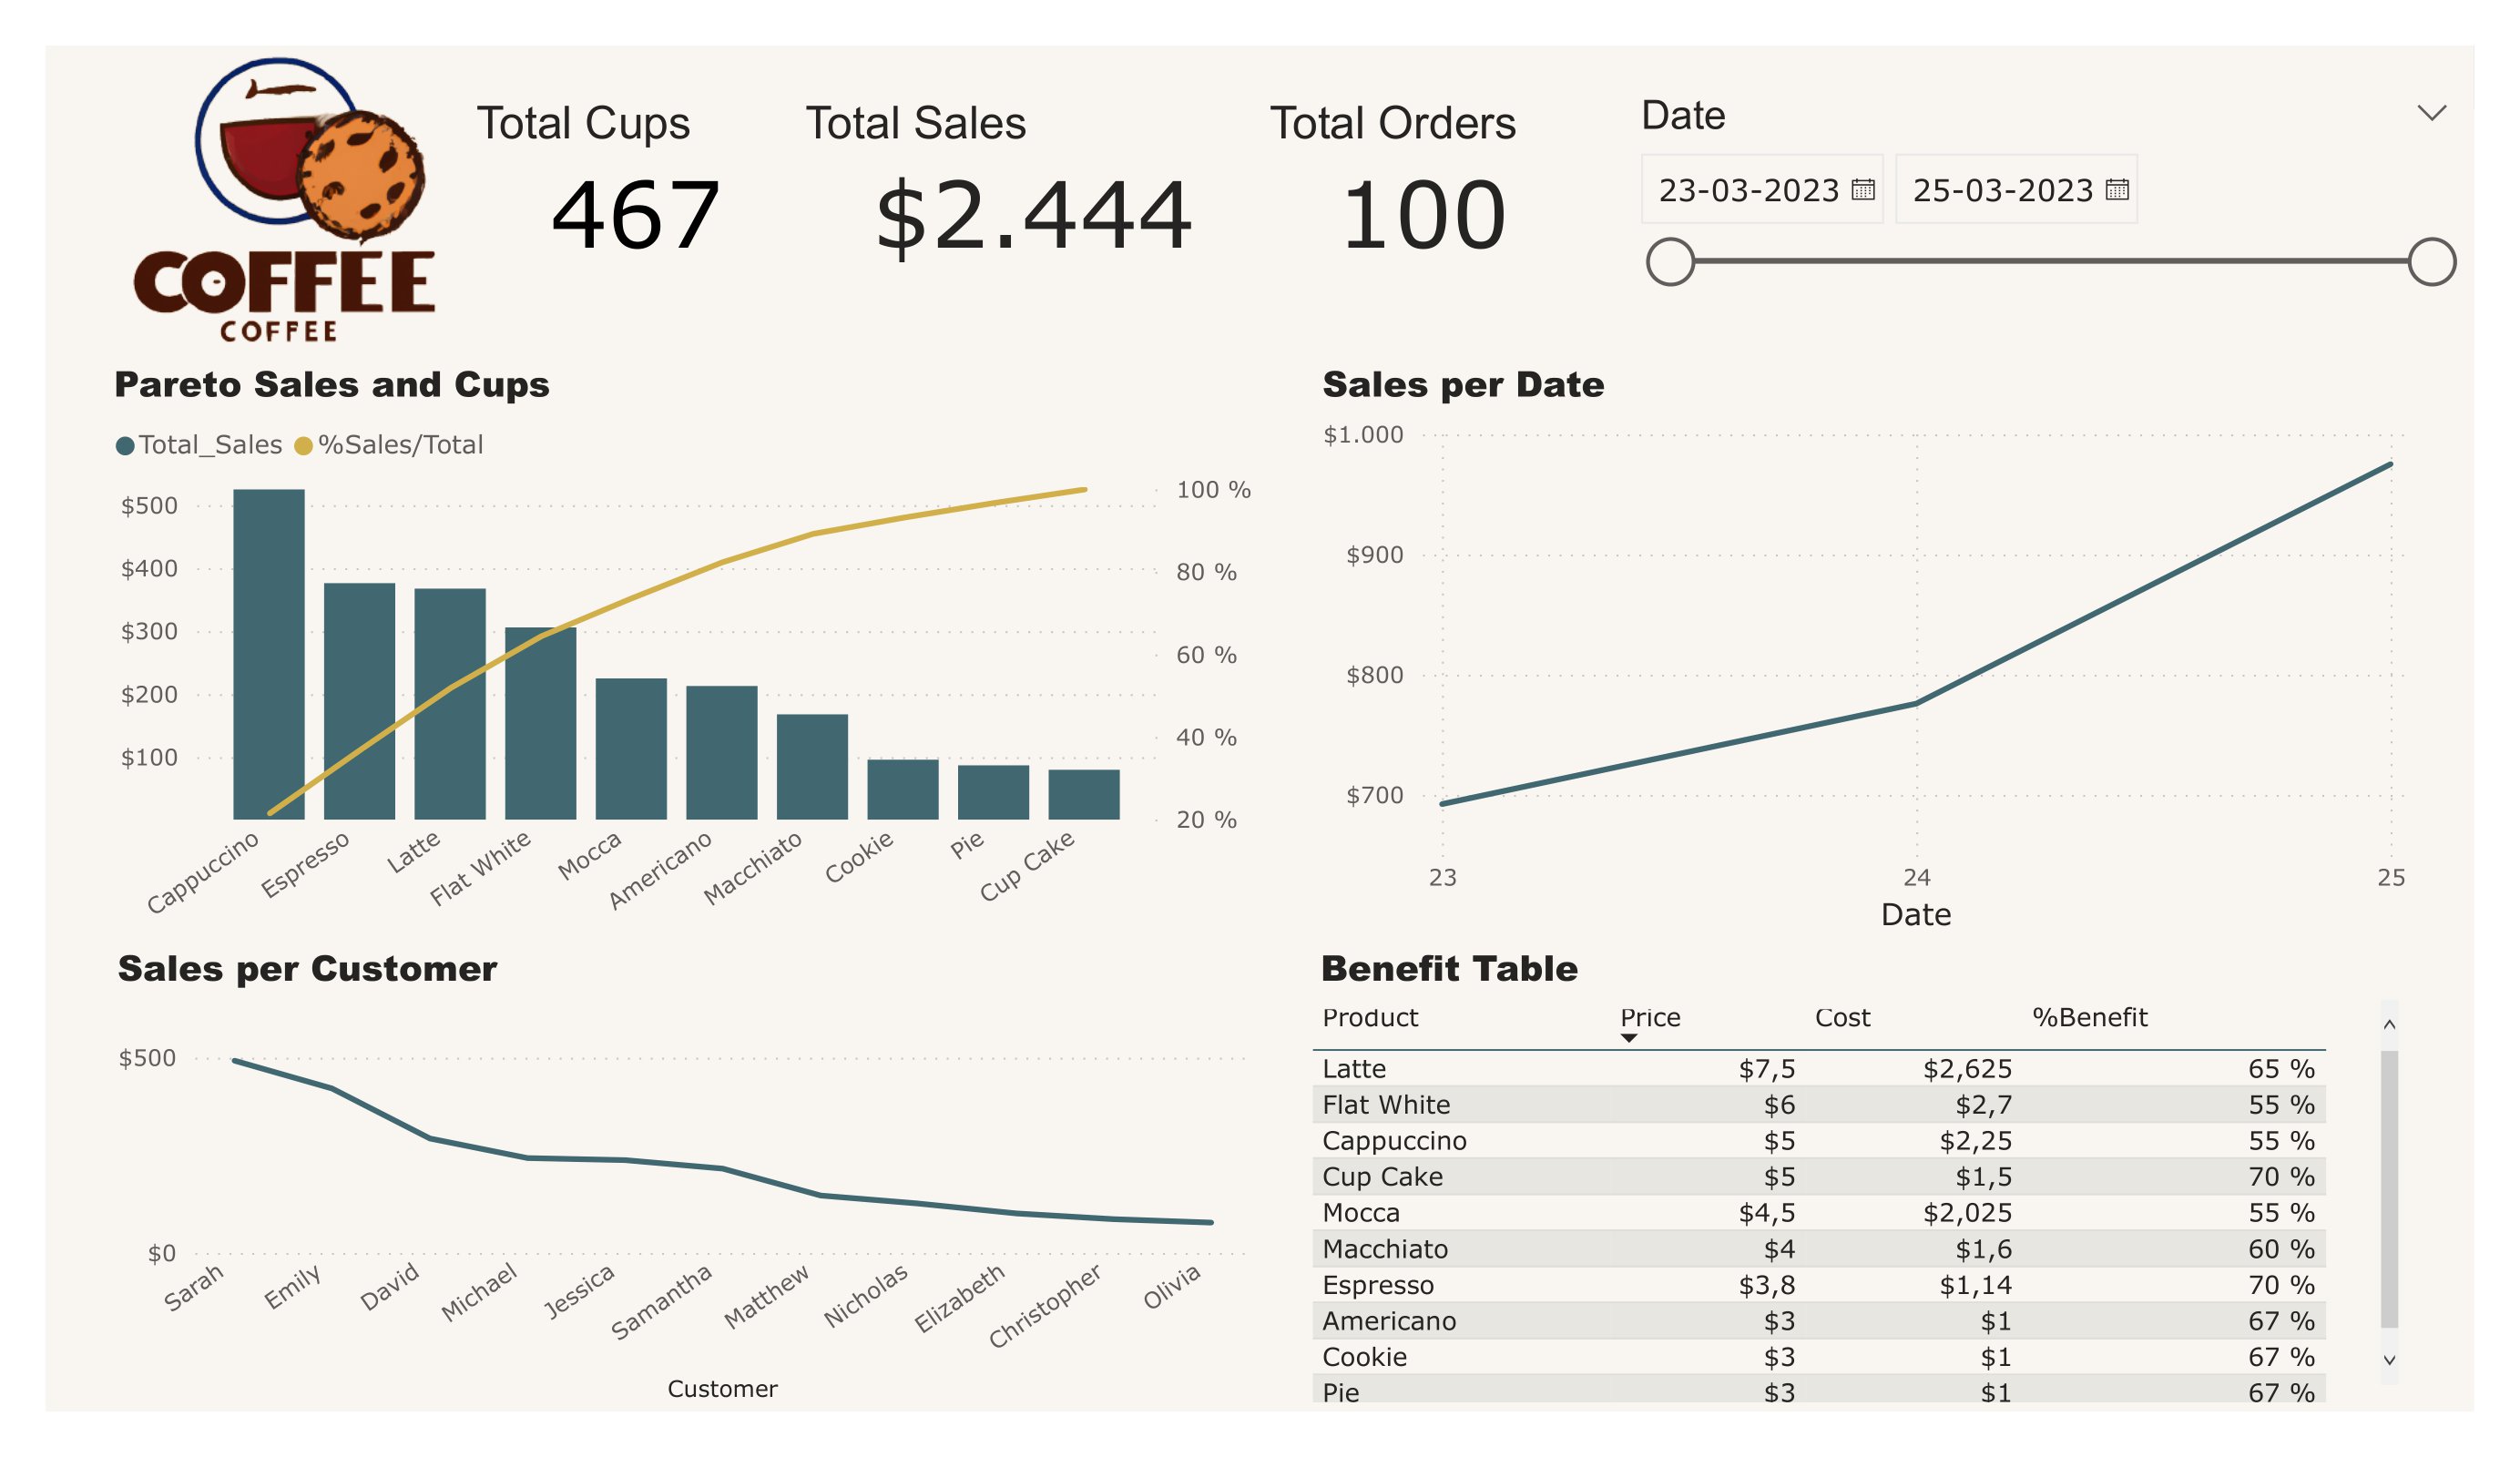 COFFEE
COFFEE
Total Cups
467
Total Sales
$2.444
Total Orders
100
Date
23-03-2023
25-03-2023
Pareto Sales and Cups
Total_Sales %Sales/Total
$500
$400
$300
$200
$100
100 %
80 %
60 %
40 %
20 %
Cappuccino
Espresso
Latte
Flat White
Mocca
Americano
Macchiato
Cookie
Pie
Cup Cake
Sales per Date
$1.000
$900
$800
$700
23 24 25
Date
Sales per Customer
$500
$0
Sarah
Emily
David
Michael
Jessica
Samantha
Matthew
Nicholas
Elizabeth
Christopher
Olivia
Customer
Benefit Table
Product Price Cost %Benefit
Latte $7,5 $2,625 65 %
Flat White $6 $2,7 55 %
Cappuccino $5 $2,25 55 %
Cup Cake $5 $1,5 70 %
Mocca $4,5 $2,025 55 %
Macchiato $4 $1,6 60 %
Espresso $3,8 $1,14 70 %
Americano $3 $1 67 %
Cookie $3 $1 67 %
Pie $3 $1 67 %